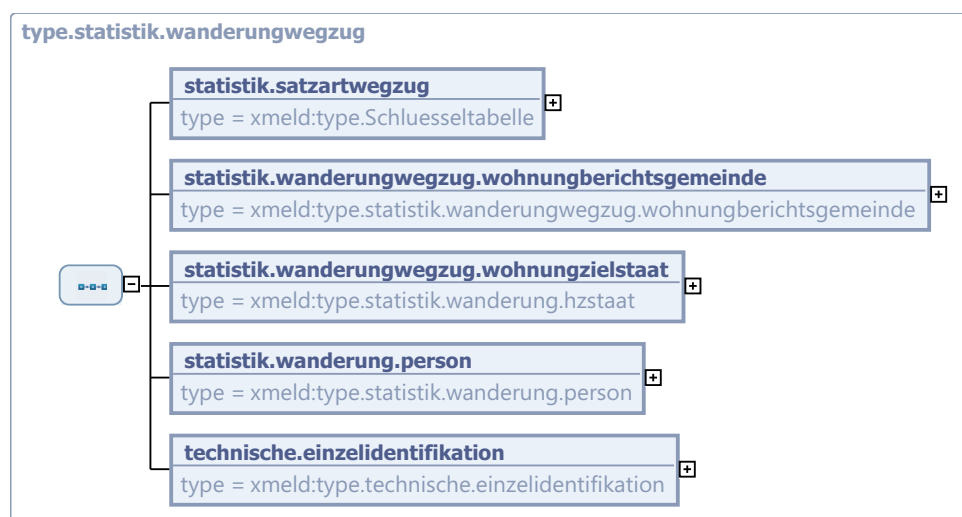 type.statistik.wanderungwegzug
statistik.satzartwegzug
type = xmeld:type.Schluesseltabelle
statistik.wanderungwegzug.wohnungberichtsgemeinde
type = xmeld:type.statistik.wanderungwegzug.wohnungberichtsgemeinde
statistik.wanderungwegzug.wohnungzielstaat
type = xmeld:type.statistik.wanderung.hzstaat
statistik.wanderung.person
type = xmeld:type.statistik.wanderung.person
technische.einzelidentifikation
type = xmeld:type.technische.einzelidentifikation